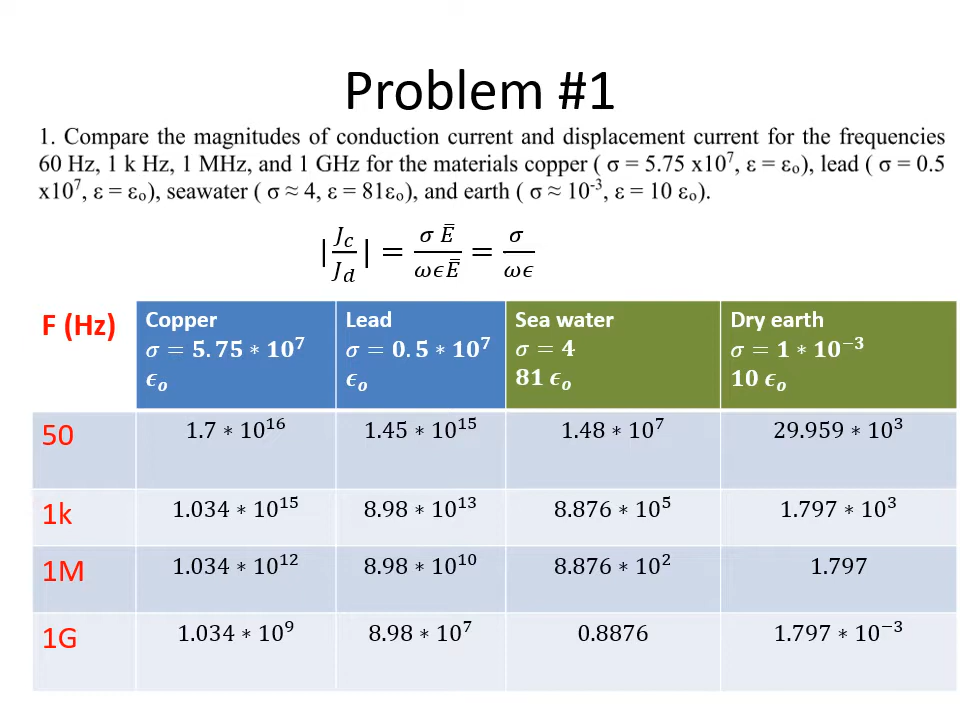 Problem #1
1. Compare the magnitudes of conduction current and displacement current for the frequencies
60 Hz, 1 k Hz, 1 MHz, and 1 GHz for the materials copper ( σ = 5.75 x10⁷, ε = εₒ), lead ( σ = 0.5
x10⁷, ε = εₒ), seawater ( σ ≈ 4, ε = 81εₒ), and earth ( σ ≈ 10⁻³, ε = 10 εₒ).
|J_c/J_d| = σ Ē/ωϵĒ = σ/ωϵ
F (Hz)
Copper
σ = 5.75 ∗ 10⁷
ϵₒ
Lead
σ = 0.5 ∗ 10⁷
ϵₒ
Sea water
σ = 4
81 ϵₒ
Dry earth
σ = 1 ∗ 10⁻³
10 ϵₒ
50
1.7 ∗ 10¹⁶
1.45 ∗ 10¹⁵
1.48 ∗ 10⁷
29.959 ∗ 10³
1k
1.034 ∗ 10¹⁵
8.98 ∗ 10¹³
8.876 ∗ 10⁵
1.797 ∗ 10³
1M
1.034 ∗ 10¹²
8.98 ∗ 10¹⁰
8.876 ∗ 10²
1.797
1G
1.034 ∗ 10⁹
8.98 ∗ 10⁷
0.8876
1.797 ∗ 10⁻³